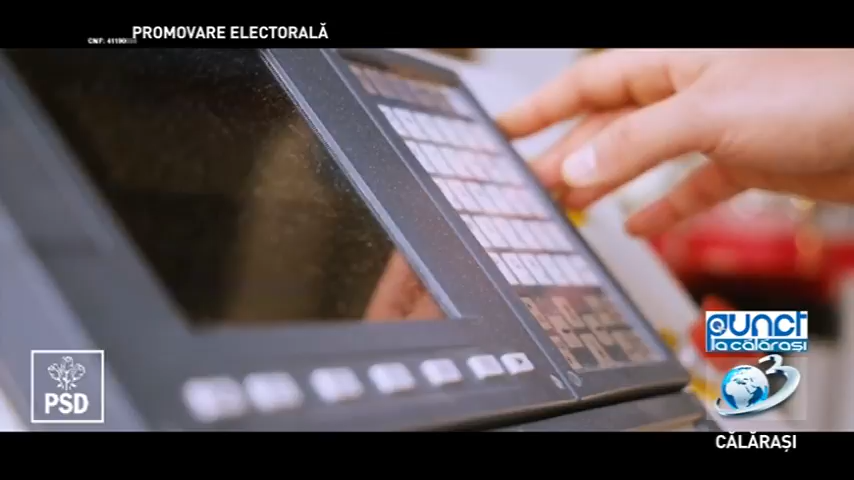 PROMOVARE ELECTORALĂ
PSD
punct
la călărași
3
CĂLĂRAȘI